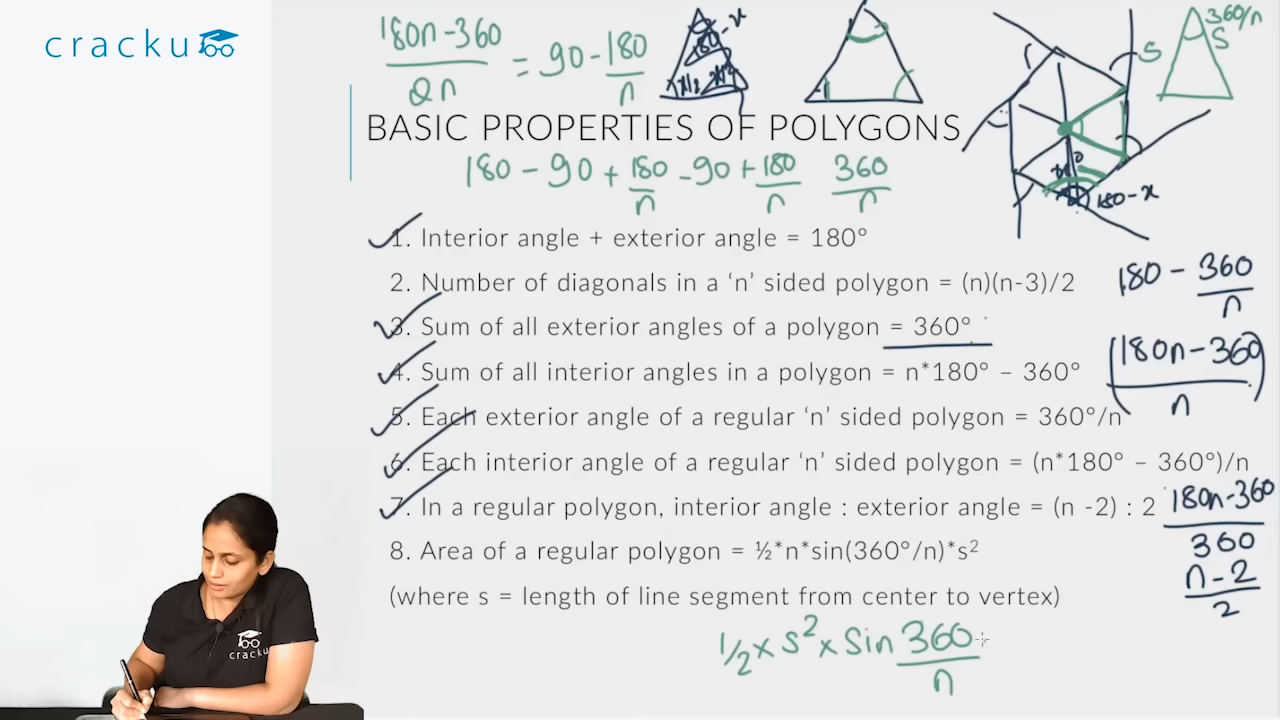 cracku
180n-360
2n
= 90 - 180
n
180-x
x/2
360/n
S
S
BASIC PROPERTIES OF POLYGONS
180 - 90 + 180/n - 90 + 180/n 360/n
180-x
1. Interior angle + exterior angle = 180°
2. Number of diagonals in a ‘n’ sided polygon = (n)(n-3)/2
180 - 360/n
3. Sum of all exterior angles of a polygon = 360°
4. Sum of all interior angles in a polygon = n*180° – 360°
(180n-360)
n
5. Each exterior angle of a regular ‘n’ sided polygon = 360°/n
6. Each interior angle of a regular ‘n’ sided polygon = (n*180° – 360°)/n
7. In a regular polygon, interior angle : exterior angle = (n -2) : 2
180n-360
360
n-2
2
8. Area of a regular polygon = ½*n*sin(360°/n)*s²
(where s = length of line segment from center to vertex)
1/2 x s² x sin 360
n
cracku